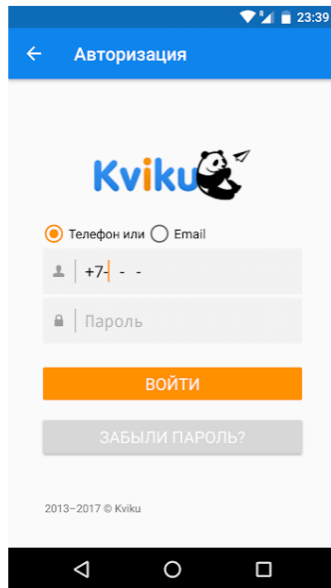 23:39
Авторизация
Kviku
Телефон или Email
+7- - -
Пароль
ВОЙТИ
ЗАБЫЛИ ПАРОЛЬ?
2013–2017 © Kviku